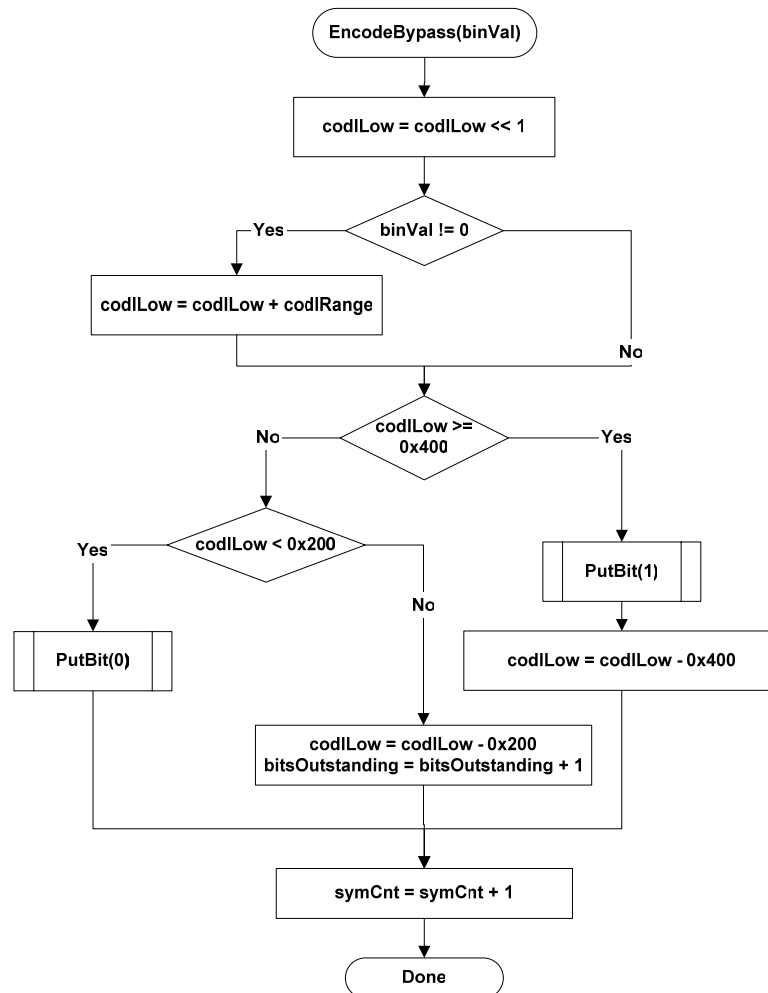 EncodeBypass(binVal)
codILow = codILow << 1
binVal != 0
Yes
codILow = codILow + codIRange
No
codILow >=
0x400
No
Yes
codILow < 0x200
Yes
No
PutBit(1)
PutBit(0)
codILow = codILow - 0x400
codILow = codILow - 0x200
bitsOutstanding = bitsOutstanding + 1
symCnt = symCnt + 1
Done